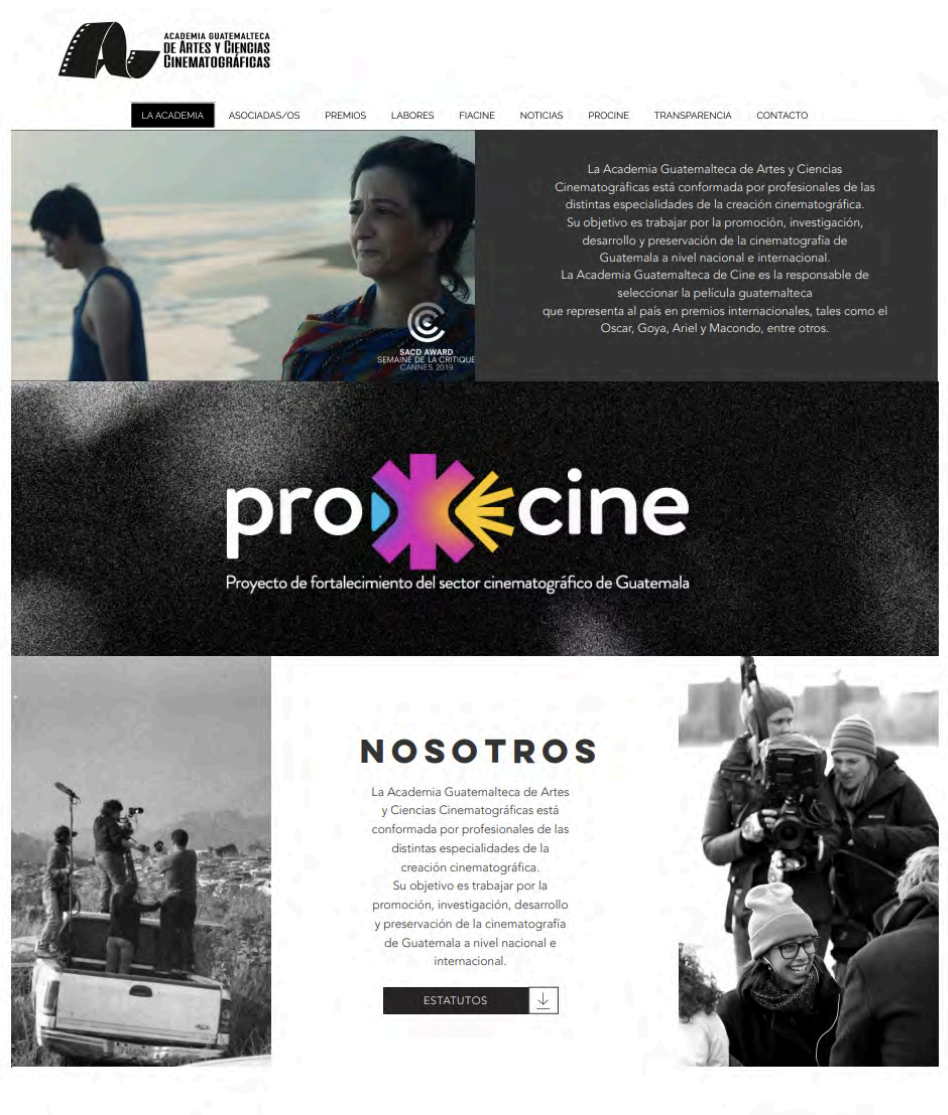 ACADEMIA GUATEMALTECA
DE ARTES Y CIENCIAS
CINEMATOGRÁFICAS
LA ACADEMIA
ASOCIADAS/OS
PREMIOS
LABORES
FIACINE
NOTICIAS
PROCINE
TRANSPARENCIA
CONTACTO
SACD AWARD
SEMAINE DE LA CRITIQUE
CANNES 2019
La Academia Guatemalteca de Artes y Ciencias
Cinematográficas está conformada por profesionales de las
distintas especialidades de la creación cinematográfica.
Su objetivo es trabajar por la promoción, investigación,
desarrollo y preservación de la cinematografía de
Guatemala a nivel nacional e internacional.
La Academia Guatemalteca de Cine es la responsable de
seleccionar la película guatemalteca
que representa al país en premios internacionales, tales como el
Oscar, Goya, Ariel y Macondo, entre otros.
pro cine
Proyecto de fortalecimiento del sector cinematográfico de Guatemala
NOSOTROS
La Academia Guatemalteca de Artes
y Ciencias Cinematográficas está
conformada por profesionales de las
distintas especialidades de la
creación cinematográfica.
Su objetivo es trabajar por la
promoción, investigación, desarrollo
y preservación de la cinematografía
de Guatemala a nivel nacional e
internacional.
ESTATUTOS